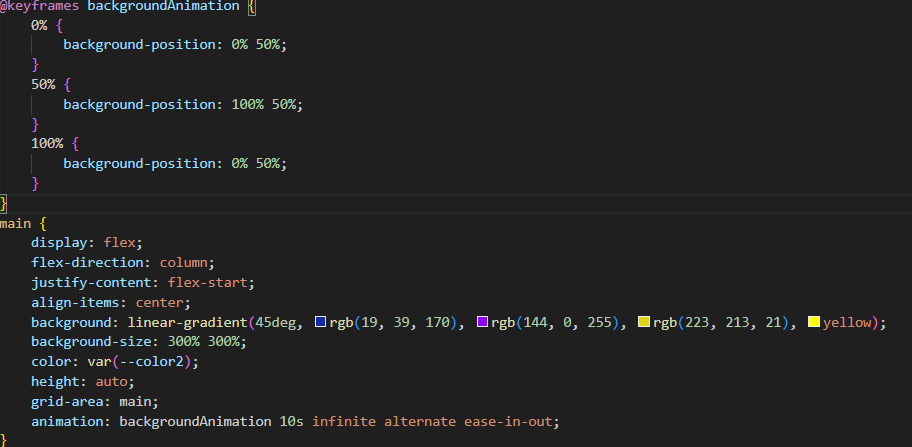 @keyframes backgroundAnimation {
    0% {
        background-position: 0% 50%;
    }
    50% {
        background-position: 100% 50%;
    }
    100% {
        background-position: 0% 50%;
    }
}
main {
    display: flex;
    flex-direction: column;
    justify-content: flex-start;
    align-items: center;
    background: linear-gradient(45deg, rgb(19, 39, 170), rgb(144, 0, 255), rgb(223, 213, 21), yellow);
    background-size: 300% 300%;
    color: var(--color2);
    height: auto;
    grid-area: main;
    animation: backgroundAnimation 10s infinite alternate ease-in-out;
}